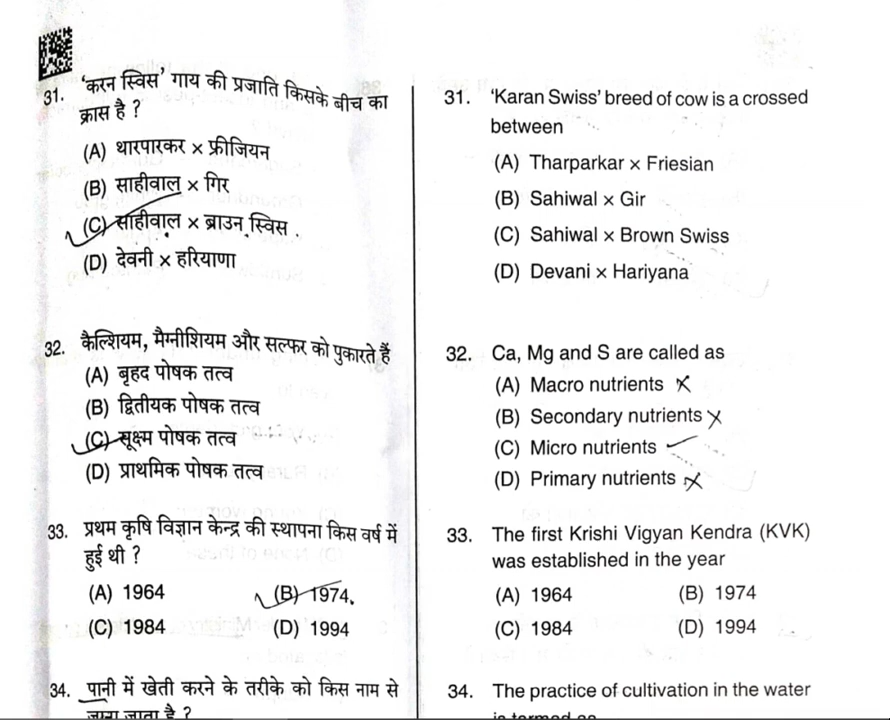 31. 'करन स्विस' गाय की प्रजाति किसके बीच का
क्रास है ?
(A) थारपारकर × फ्रीजियन
(B) साहीवाल × गिर
(C) साहीवाल × ब्राउन स्विस .
(D) देवनी × हरियाणा
32. कैल्शियम, मैग्नीशियम और सल्फर को पुकारते हैं
(A) बृहद पोषक तत्व
(B) द्वितीयक पोषक तत्व
(C) सूक्ष्म पोषक तत्व
(D) प्राथमिक पोषक तत्व
33. प्रथम कृषि विज्ञान केन्द्र की स्थापना किस वर्ष में
हुई थी ?
(A) 1964 (B) 1974.
(C) 1984 (D) 1994
34. पानी में खेती करने के तरीके को किस नाम से
जाना जाता है ?
31. 'Karan Swiss' breed of cow is a crossed
between
(A) Tharparkar × Friesian
(B) Sahiwal × Gir
(C) Sahiwal × Brown Swiss
(D) Devani × Hariyana
32. Ca, Mg and S are called as
(A) Macro nutrients
(B) Secondary nutrients
(C) Micro nutrients
(D) Primary nutrients
33. The first Krishi Vigyan Kendra (KVK)
was established in the year
(A) 1964 (B) 1974
(C) 1984 (D) 1994
34. The practice of cultivation in the water
is termed as